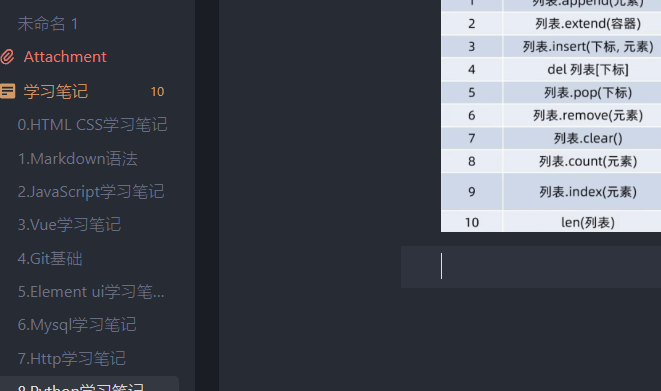 未命名 1
Attachment
学习笔记 10
0.HTML CSS学习笔记
1.Markdown语法
2.JavaScript学习笔记
3.Vue学习笔记
4.Git基础
5.Element ui学习笔...
6.Mysql学习笔记
7.Http学习笔记
8.Python学习笔记
1 列表.append(元素)
2 列表.extend(容器)
3 列表.insert(下标, 元素)
4 del 列表[下标]
5 列表.pop(下标)
6 列表.remove(元素)
7 列表.clear()
8 列表.count(元素)
9 列表.index(元素)
10 len(列表)